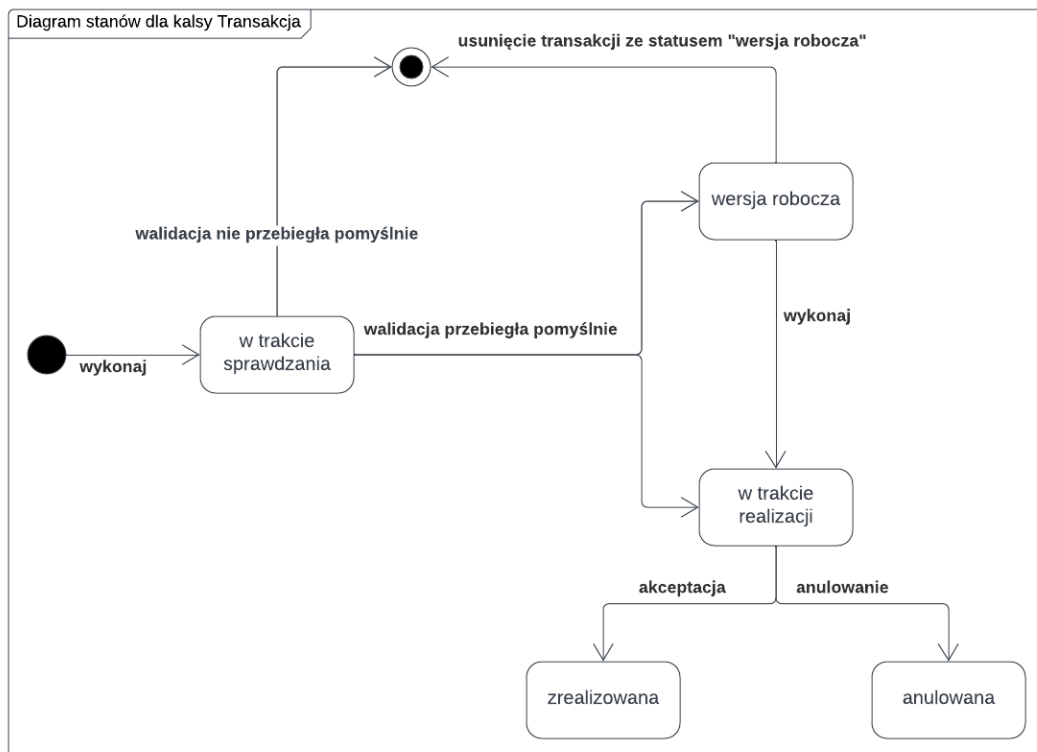 Diagram stanów dla kalsy Transakcja
usunięcie transakcji ze statusem "wersja robocza"
wersja robocza
walidacja nie przebiegła pomyślnie
walidacja przebiegła pomyślnie
wykonaj
w trakcie
sprawdzania
wykonaj
w trakcie
realizacji
akceptacja
anulowanie
zrealizowana
anulowana